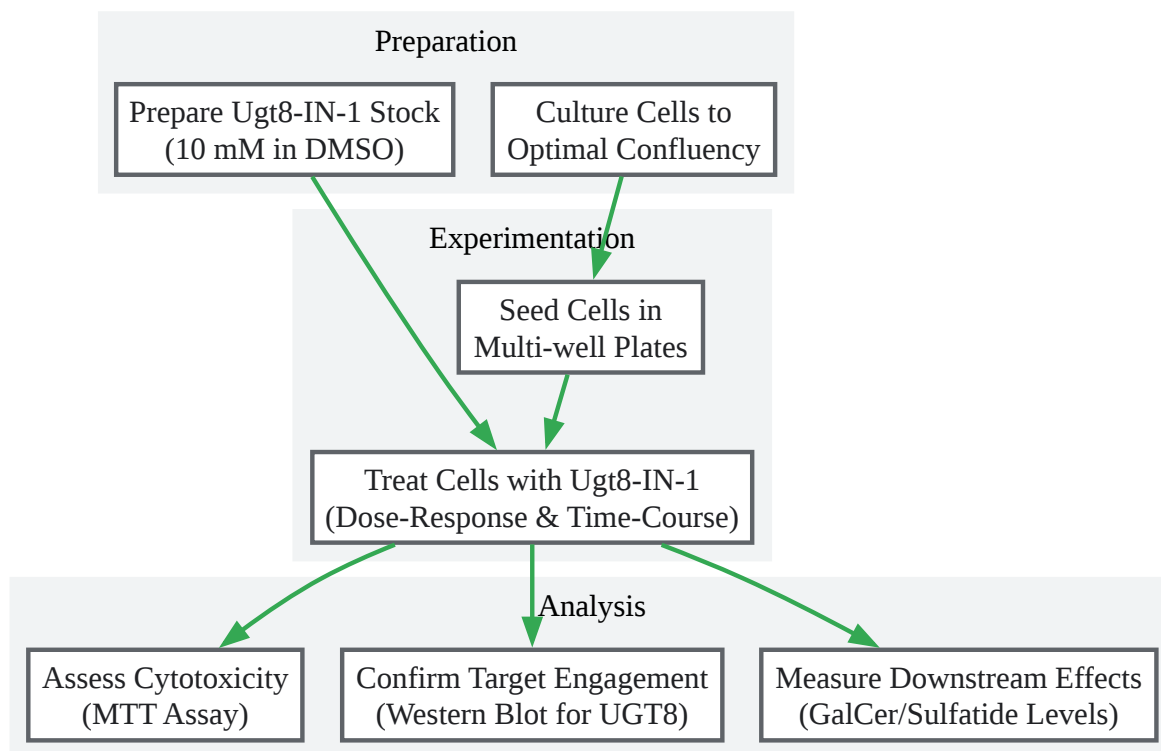 Preparation
Prepare Ugt8-IN-1 Stock
(10 mM in DMSO)
Culture Cells to
Optimal Confluency
Experimentation
Seed Cells in
Multi-well Plates
Treat Cells with Ugt8-IN-1
(Dose-Response & Time-Course)
Analysis
Assess Cytotoxicity
(MTT Assay)
Confirm Target Engagement
(Western Blot for UGT8)
Measure Downstream Effects
(GalCer/Sulfatide Levels)